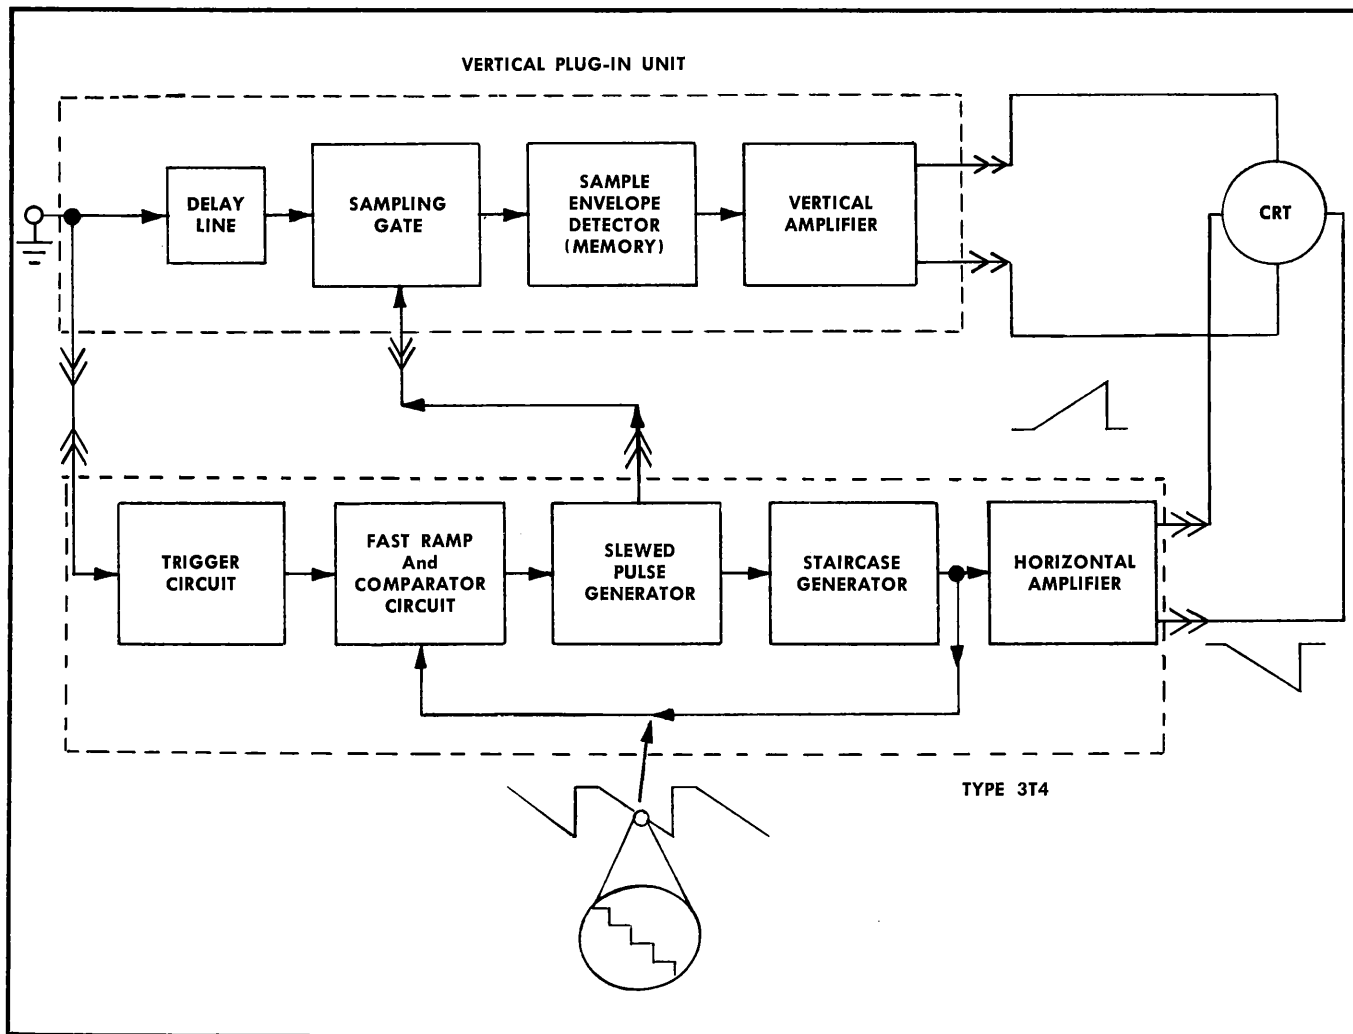 VERTICAL PLUG-IN UNIT
DELAY
LINE
SAMPLING
GATE
SAMPLE
ENVELOPE
DETECTOR
(MEMORY)
VERTICAL
AMPLIFIER
CRT
TRIGGER
CIRCUIT
FAST RAMP
And
COMPARATOR
CIRCUIT
SLEWED
PULSE
GENERATOR
STAIRCASE
GENERATOR
HORIZONTAL
AMPLIFIER
TYPE 3T4